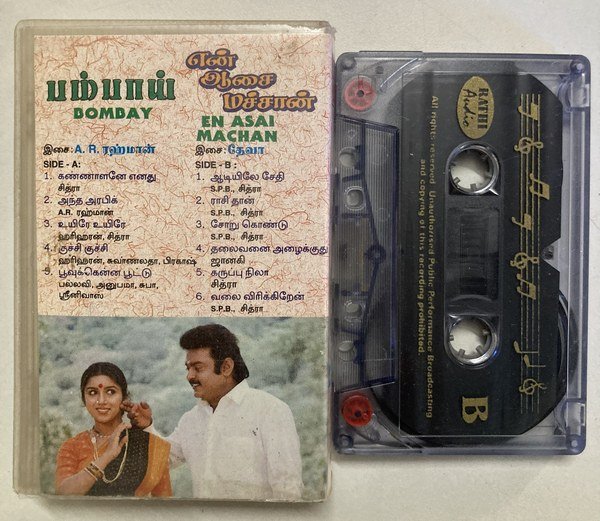 பம்பாய்
BOMBAY
இசை: A. R. ரஹ்மான்
SIDE - A:
1. கண்ணாளனே எனது
சித்ரா
2. அந்த அரபிக்
A.R. ரஹ்மான்
3. உயிரே உயிரே
ஹரிஹரன், சித்ரா
4. குச்சி குச்சி
ஹரிஹரன், சுவர்ணலதா, பிரகாஷ்
5. பூவுக்கென்ன பூட்டு
பல்லவி, அனுபமா, சுபா,
ஸ்ரீனிவாஸ்
என்
ஆசை
மச்சான்
EN ASAI
MACHAN
இசை: தேவா
SIDE - B:
1. ஆடியிலே சேதி
S.P.B., சித்ரா
2. ராசி தான்
S.P.B., சித்ரா
3. சோறு கொண்டு
S.P.B., சித்ரா
4. தலைவனை அழைக்குது
ஜானகி
5. கருப்பு நிலா
சித்ரா
6. வலை விரிக்கிறேன்
S.P.B., சித்ரா
RATHI
Audio
All rights reserved. Unauthorised Public Performance Broadcasting
and copying of this recording prohibited.
B